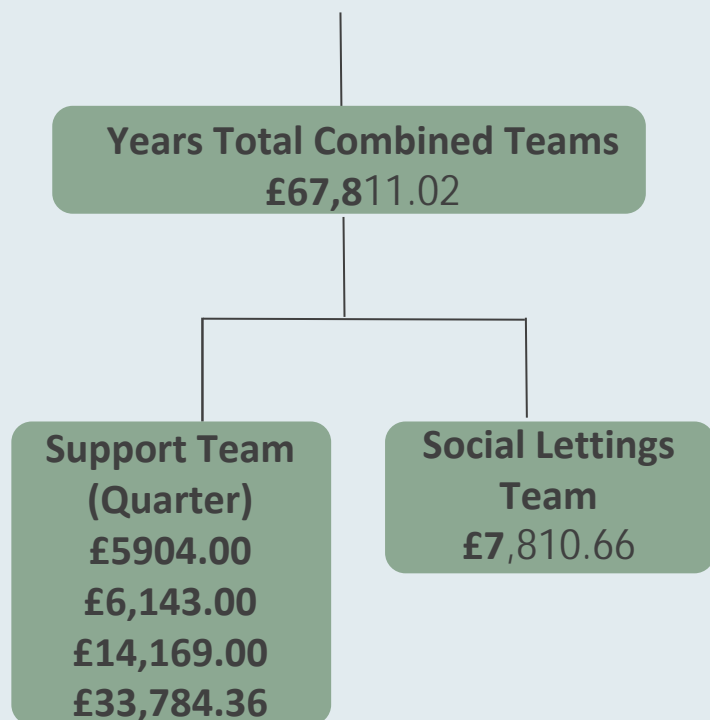 Years Total Combined Teams
£67,811.02
Support Team
(Quarter)
£5904.00
£6,143.00
£14,169.00
£33,784.36
Social Lettings
Team
£7,810.66